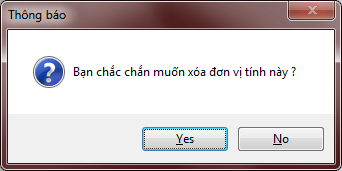 Thông báo
Bạn chắc chắn muốn xóa đơn vị tính này ?
Yes No